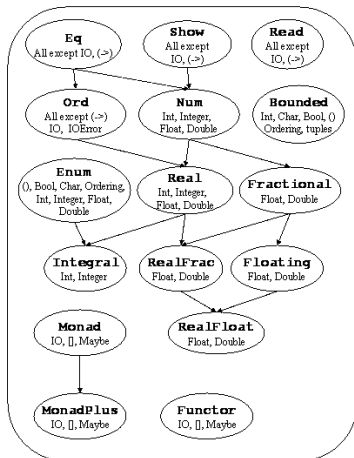 Eq
All except IO, (->)
Show
All except
IO, (->)
Read
All except
IO, (->)
Ord
All except (->)
IO, IOError
Num
Int, Integer,
Float, Double
Bounded
Int, Char, Bool, ()
Ordering, tuples
Enum
(), Bool, Char, Ordering,
Int, Integer, Float,
Double
Real
Int, Integer,
Float, Double
Fractional
Float, Double
Integral
Int, Integer
RealFrac
Float, Double
Floating
Float, Double
Monad
IO, [], Maybe
RealFloat
Float, Double
MonadPlus
IO, [], Maybe
Functor
IO, [], Maybe